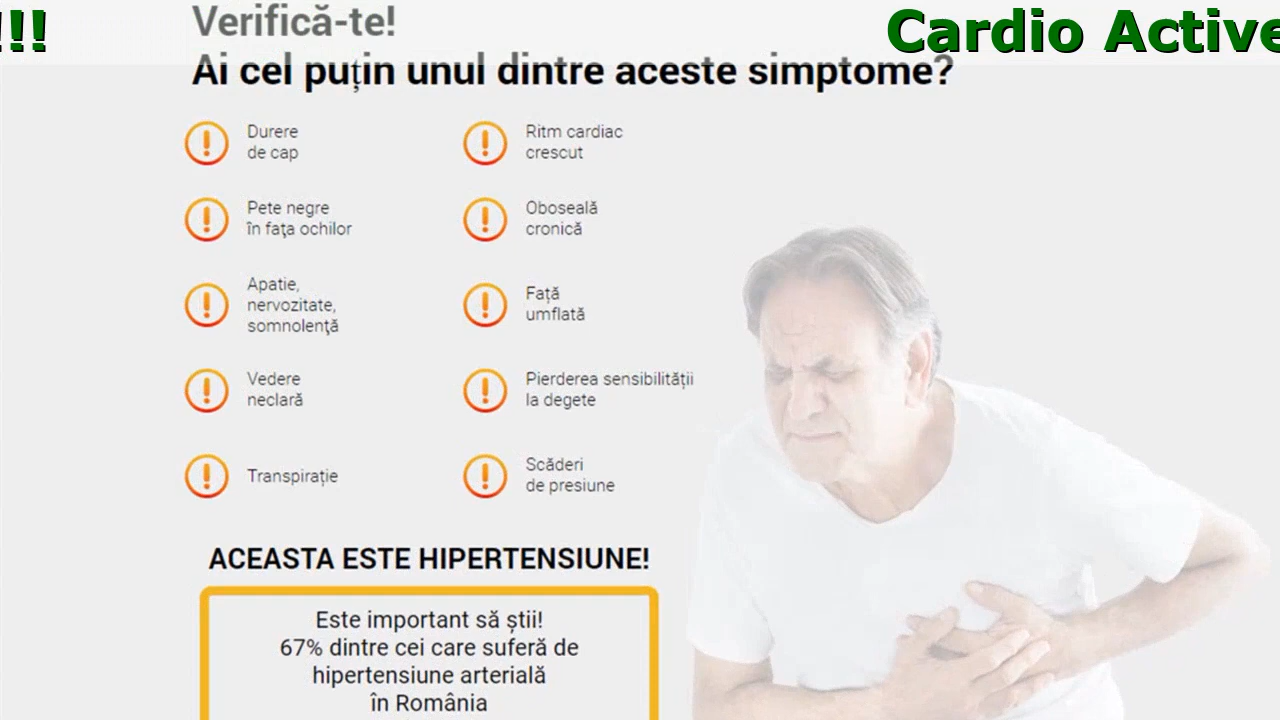 !!!
Cardio Active
Verifică-te!
Ai cel puțin unul dintre aceste simptome?
Durere
de cap
Ritm cardiac
crescut
Pete negre
în faţa ochilor
Oboseală
cronică
Apatie,
nervozitate,
somnolenţă
Față
umflată
Vedere
neclară
Pierderea sensibilității
la degete
Transpirație
Scăderi
de presiune
ACEASTA ESTE HIPERTENSIUNE!
Este important să știi!
67% dintre cei care suferă de
hipertensiune arterială
în România